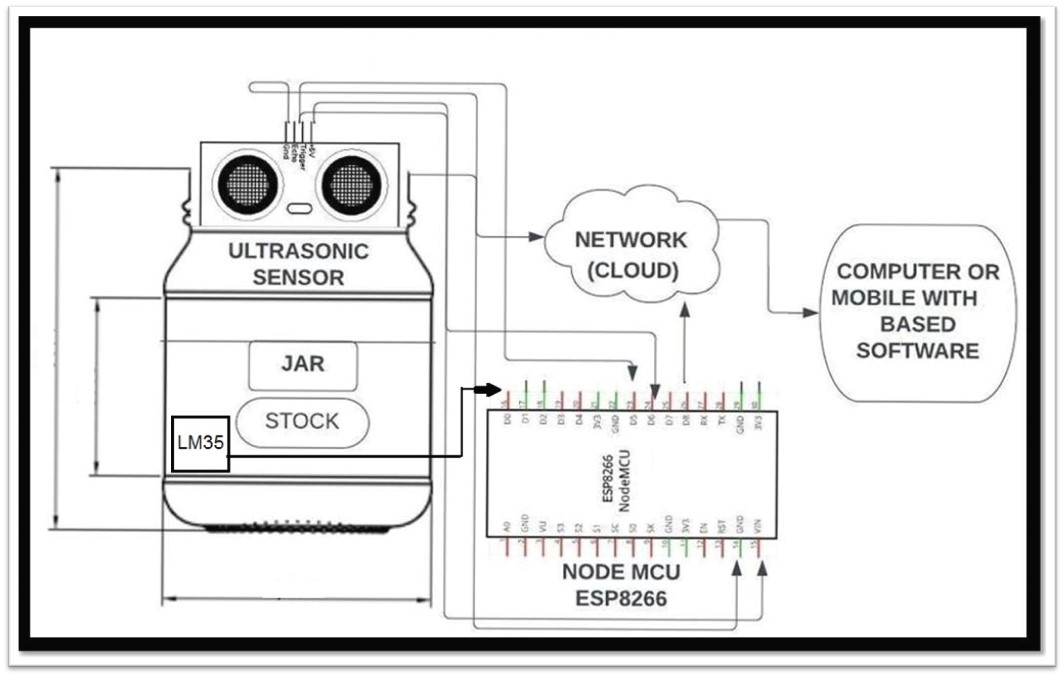 Gnd
Echo
Trigger
+5V
ULTRASONIC
SENSOR
JAR
STOCK
LM35
NETWORK
(CLOUD)
COMPUTER OR
MOBILE WITH
BASED
SOFTWARE
D0
D1
D2
D3
D4
3V3
GND
D5
D6
D7
D8
RX
TX
GND
3V3
ESP8266
NodeMCU
A0
GND
VU
S3
S2
S1
SC
S0
SK
GND
3V3
EN
RST
GND
VIN
NODE MCU
ESP8266